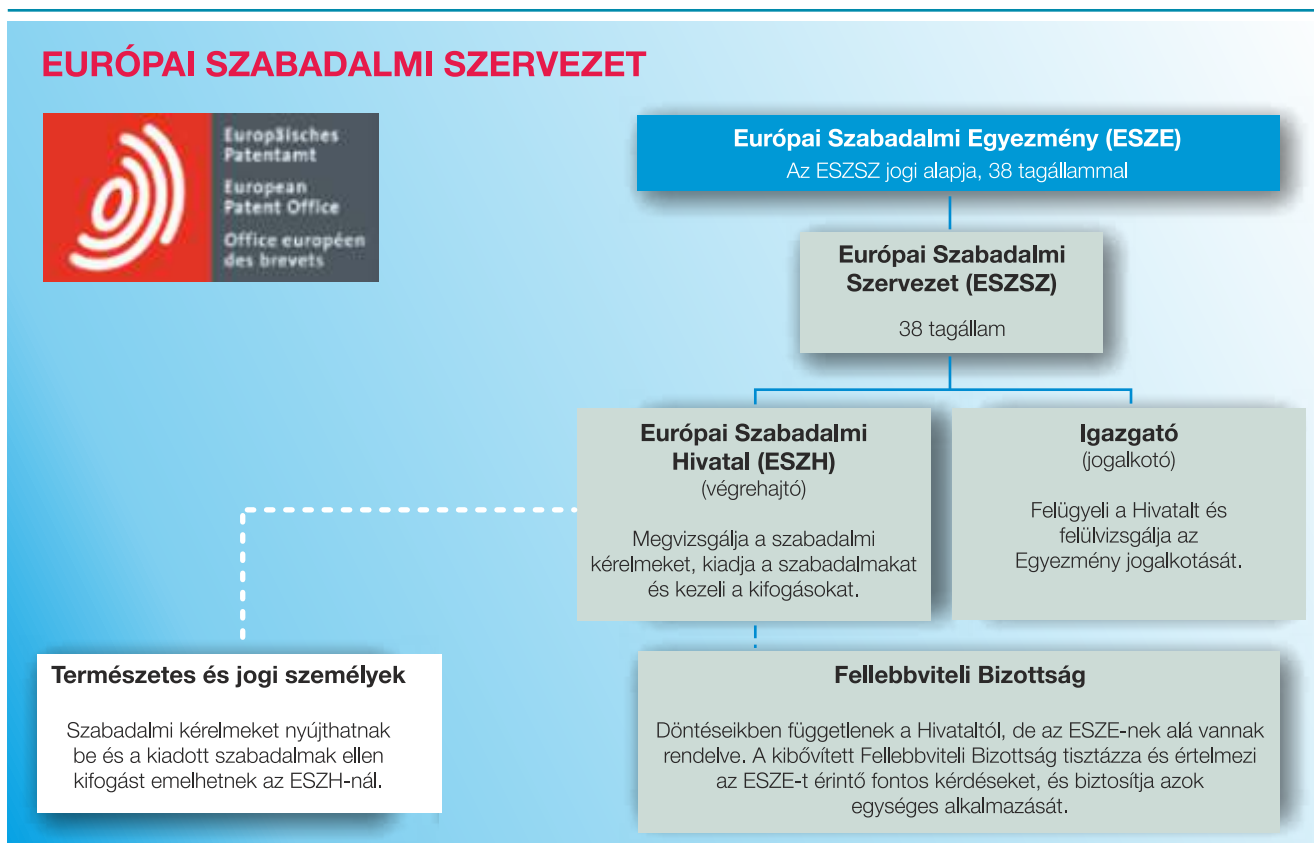 EURÓPAI SZABADALMI SZERVEZET
Europäisches
Patentamt
European
Patent Office
Office européen
des brevets
Európai Szabadalmi Egyezmény (ESZE)
Az ESZSZ jogi alapja, 38 tagállammal
Európai Szabadalmi
Szervezet (ESZSZ)
38 tagállam
Európai Szabadalmi
Hivatal (ESZH)
(végrehajtó)
Megvizsgálja a szabadalmi
kérelmeket, kiadja a szabadalmakat
és kezeli a kifogásokat.
Igazgató
(jogalkotó)
Felügyeli a Hivatalt és
felülvizsgálja az
Egyezmény jogalkotását.
Természetes és jogi személyek
Szabadalmi kérelmeket nyújthatnak
be és a kiadott szabadalmak ellen
kifogást emelhetnek az ESZH-nál.
Fellebbviteli Bizottság
Döntéseikben függetlenek a Hivataltól, de az ESZE-nek alá vannak
rendelve. A kibővített Fellebbviteli Bizottság tisztázza és értelmezi
az ESZE-t érintő fontos kérdéseket, és biztosítja azok
egységes alkalmazását.